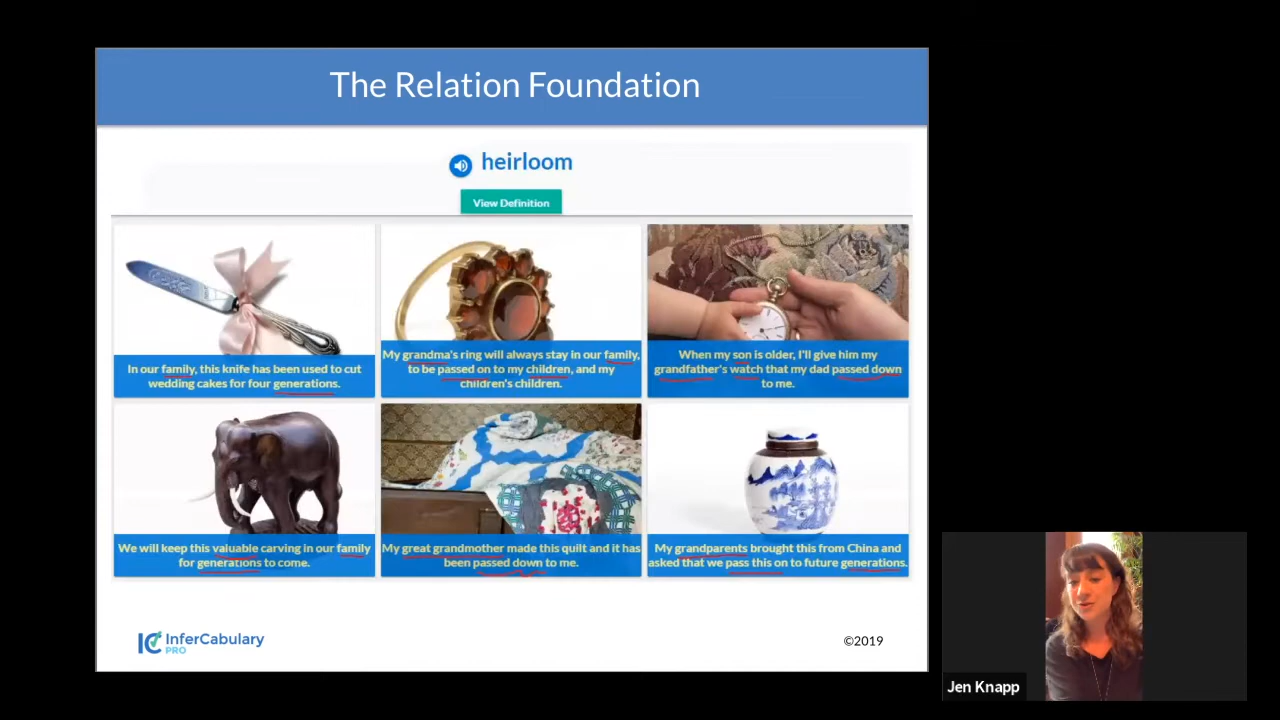 The Relation Foundation
heirloom
View Definition
In our family, this knife has been used to cut
wedding cakes for four generations.
My grandma's ring will always stay in our family,
to be passed on to my children, and my
children's children.
When my son is older, I'll give him my
grandfather's watch that my dad passed down
to me.
We will keep this valuable carving in our family
for generations to come.
My great grandmother made this quilt and it has
been passed down to me.
My grandparents brought this from China and
asked that we pass this on to future generations.
IC InferCabulary
PRO
©2019
Jen Knapp